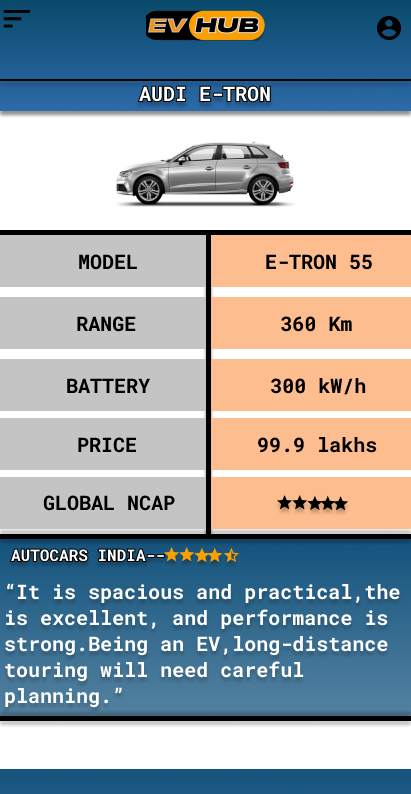 EV HUB
AUDI E-TRON
MODEL E-TRON 55
RANGE 360 Km
BATTERY 300 kW/h
PRICE 99.9 lakhs
GLOBAL NCAP ★★★★★
AUTOCARS INDIA--★★★★⯪
“It is spacious and practical,the
is excellent, and performance is
strong.Being an EV,long-distance
touring will need careful
planning.”